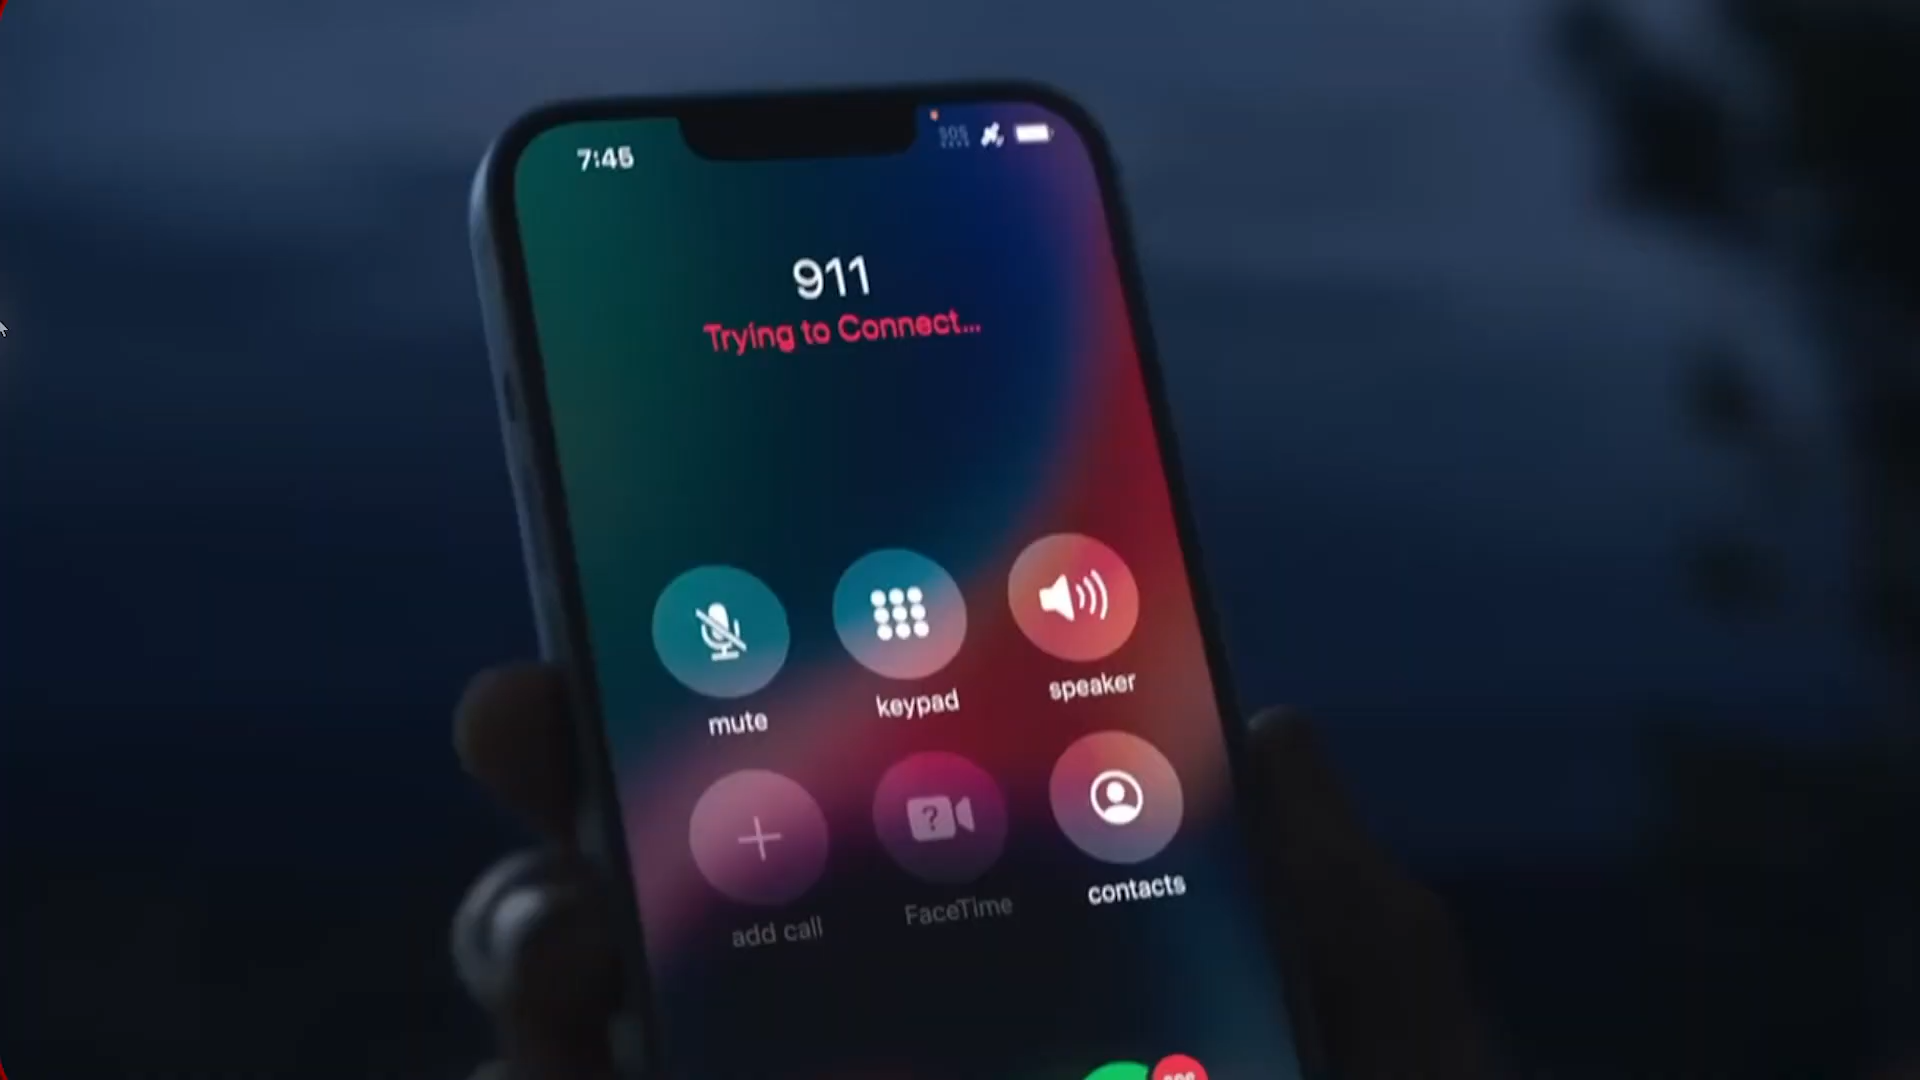 7:45
SOS
911
Trying to Connect...
mute
keypad
speaker
add call
FaceTime
contacts